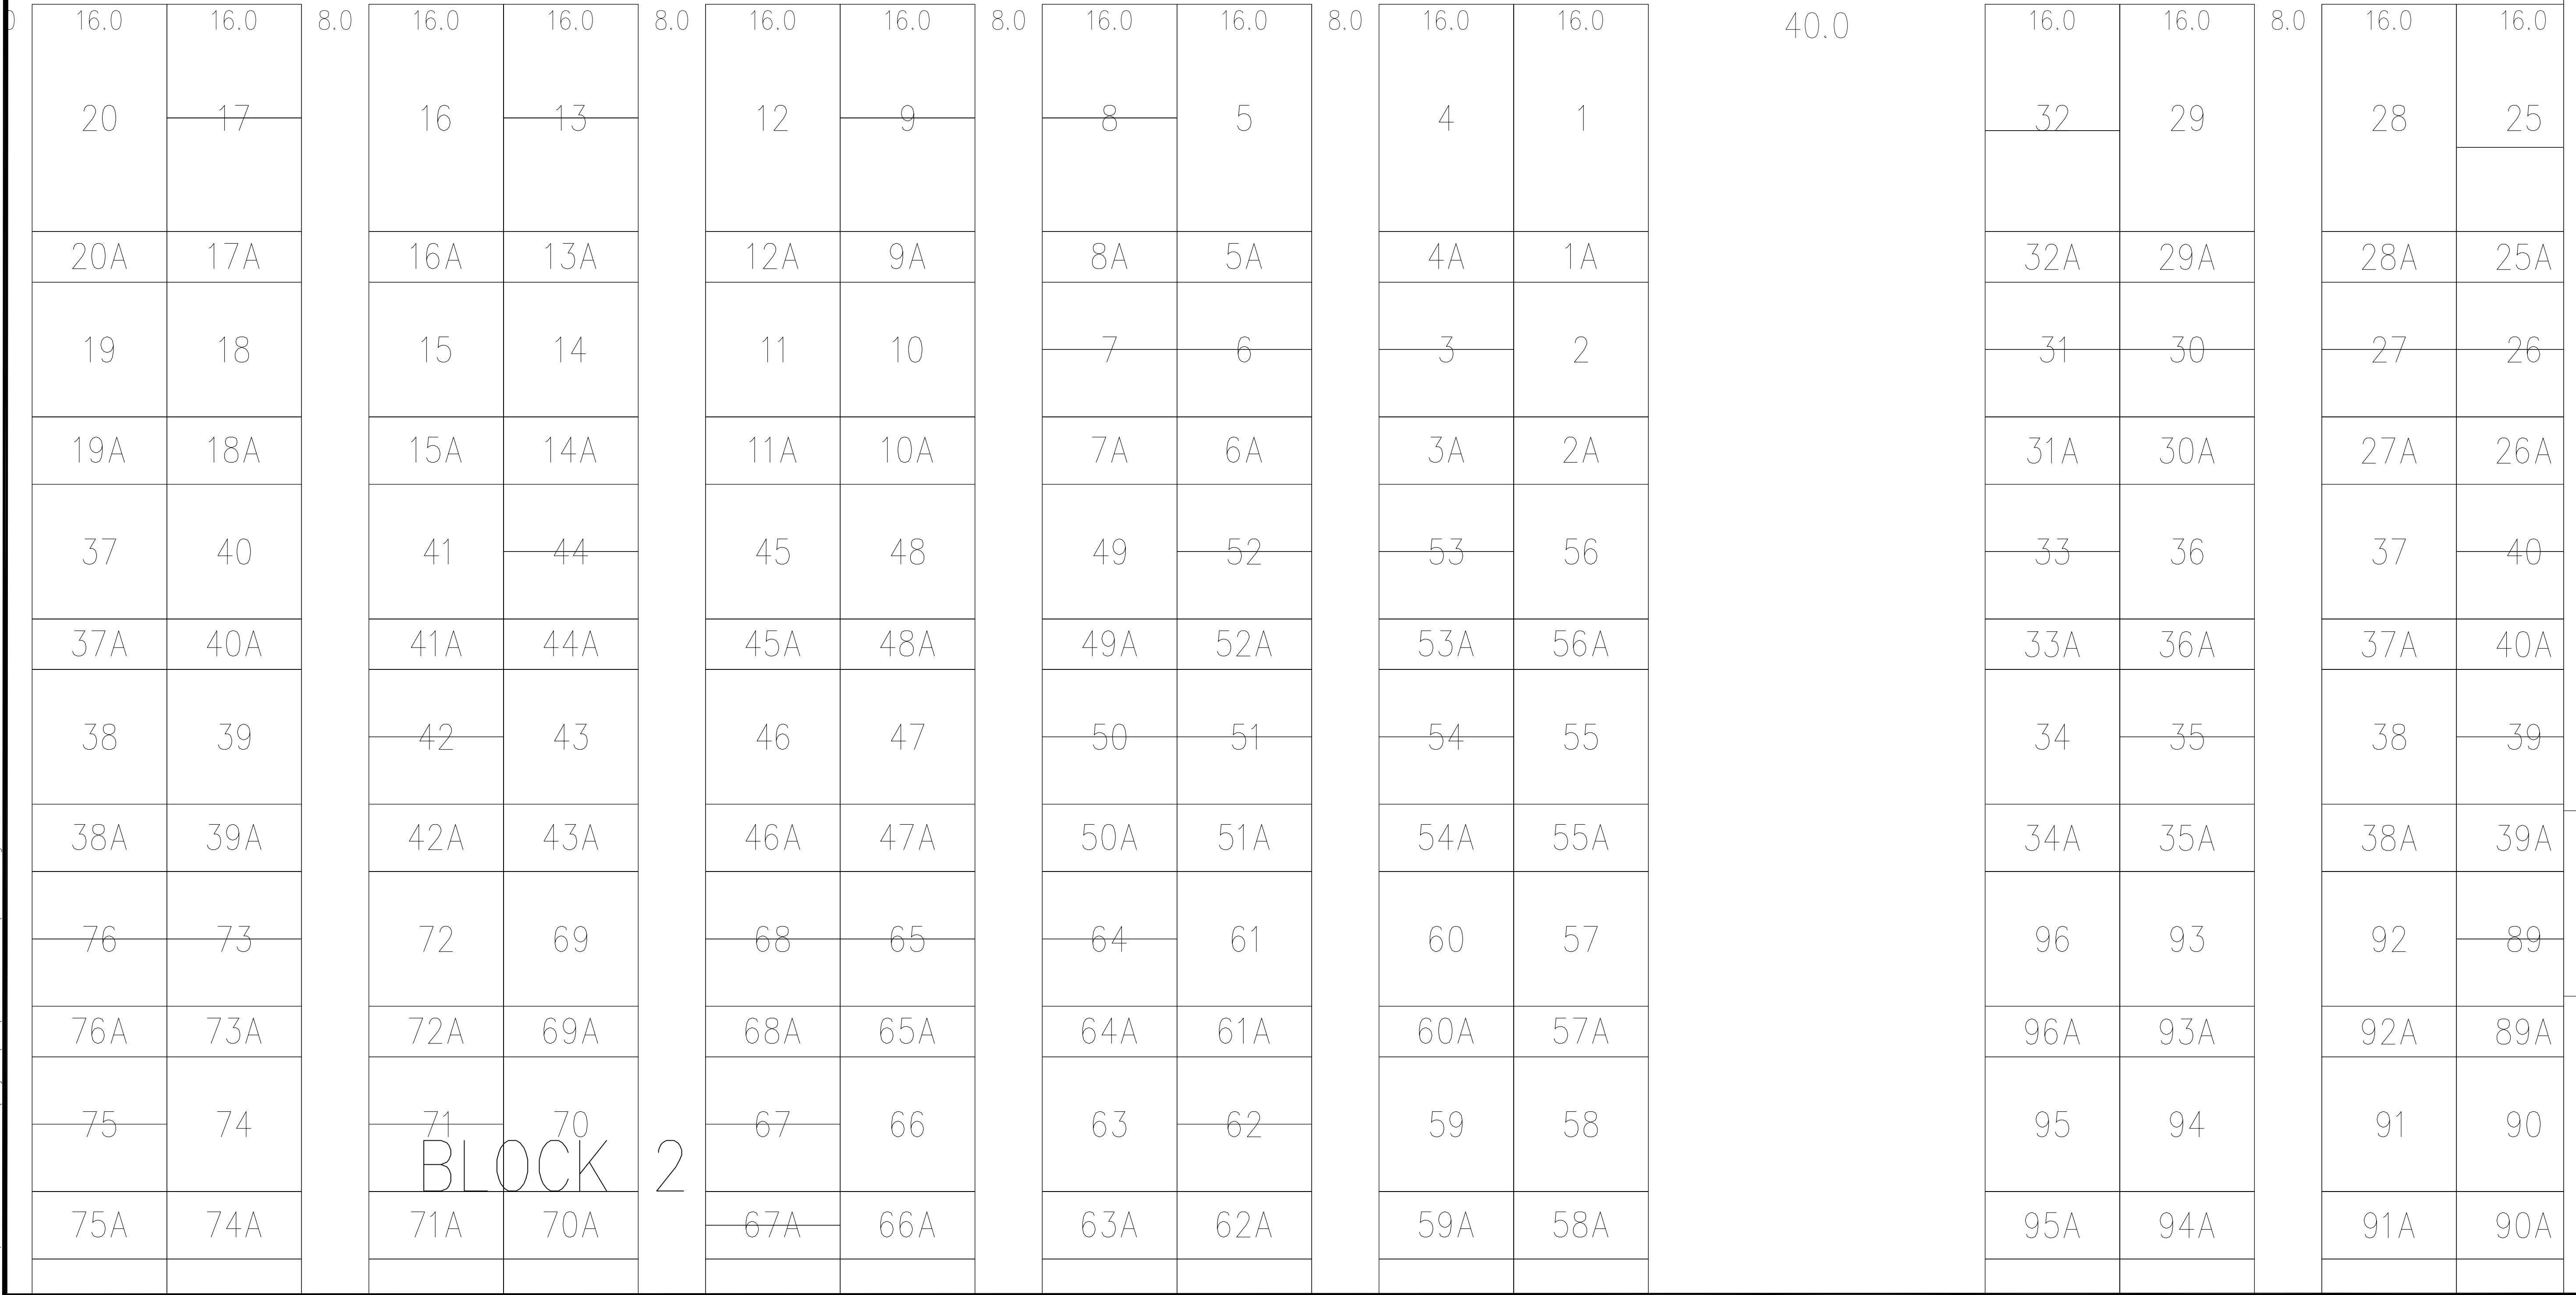 16.0 16.0 8.0 16.0 16.0 8.0 16.0 16.0 8.0 16.0 16.0 8.0 16.0 16.0 40.0 16.0 16.0 8.0 16.0 16.0
20 17 16 13 12 9 8 5 4 1 32 29 28 25
20A 17A 16A 13A 12A 9A 8A 5A 4A 1A 32A 29A 28A 25A
19 18 15 14 11 10 7 6 3 2 31 30 27 26
19A 18A 15A 14A 11A 10A 7A 6A 3A 2A 31A 30A 27A 26A
37 40 41 44 45 48 49 52 53 56 33 36 37 40
37A 40A 41A 44A 45A 48A 49A 52A 53A 56A 33A 36A 37A 40A
38 39 42 43 46 47 50 51 54 55 34 35 38 39
38A 39A 42A 43A 46A 47A 50A 51A 54A 55A 34A 35A 38A 39A
76 73 72 69 68 65 64 61 60 57 96 93 92 89
76A 73A 72A 69A 68A 65A 64A 61A 60A 57A 96A 93A 92A 89A
75 74 71 70 67 66 63 62 59 58 95 94 91 90
BLOCK 2
75A 74A 71A 70A 67A 66A 63A 62A 59A 58A 95A 94A 91A 90A